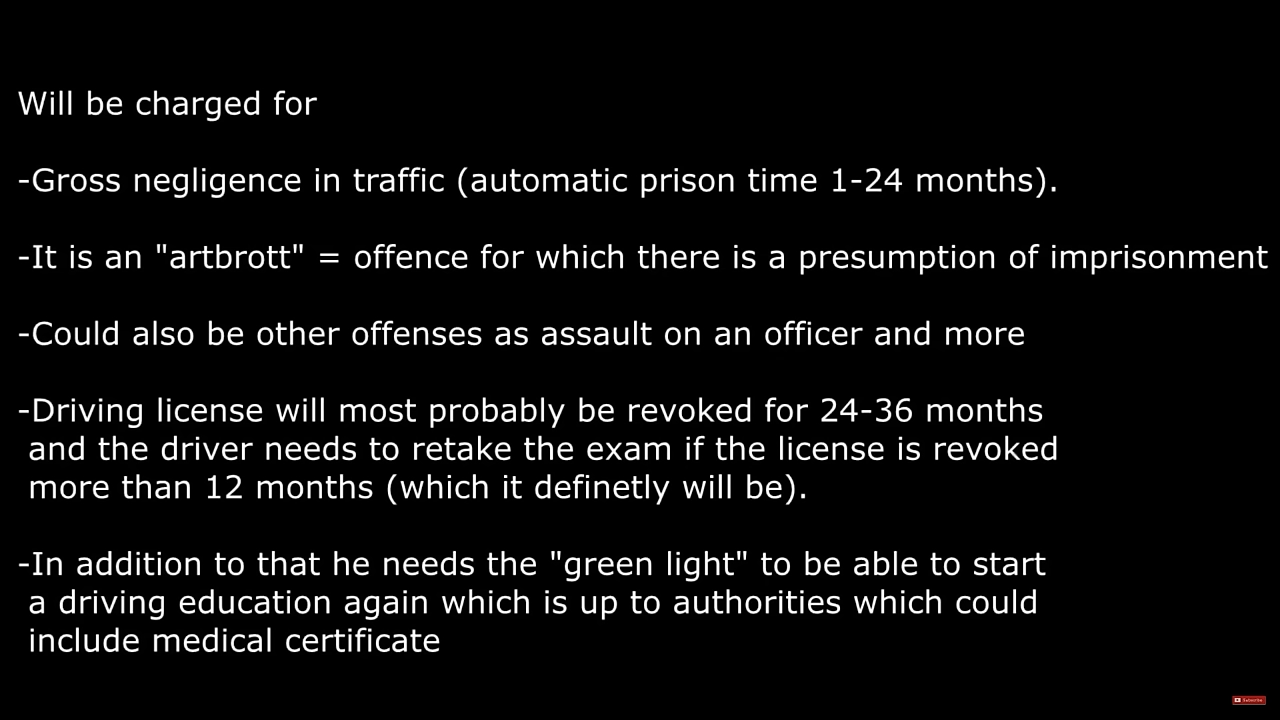 Will be charged for
-Gross negligence in traffic (automatic prison time 1-24 months).
-It is an "artbrott" = offence for which there is a presumption of imprisonment
-Could also be other offenses as assault on an officer and more
-Driving license will most probably be revoked for 24-36 months
and the driver needs to retake the exam if the license is revoked
more than 12 months (which it definetly will be).
-In addition to that he needs the "green light" to be able to start
a driving education again which is up to authorities which could
include medical certificate
Subscribe